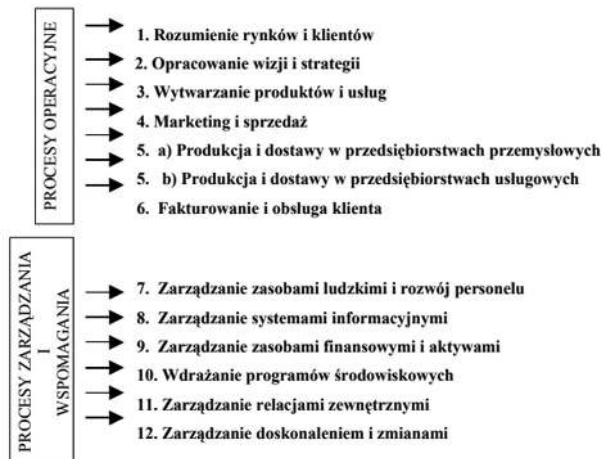 PROCESY OPERACYJNE
1. Rozumienie rynków i klientów
2. Opracowanie wizji i strategii
3. Wytwarzanie produktów i usług
4. Marketing i sprzedaż
5. a) Produkcja i dostawy w przedsiębiorstwach przemysłowych
5. b) Produkcja i dostawy w przedsiębiorstwach usługowych
6. Fakturowanie i obsługa klienta
PROCESY ZARZĄDZANIA
I
WSPOMAGANIA
7. Zarządzanie zasobami ludzkimi i rozwój personelu
8. Zarządzanie systemami informacyjnymi
9. Zarządzanie zasobami finansowymi i aktywami
10. Wdrażanie programów środowiskowych
11. Zarządzanie relacjami zewnętrznymi
12. Zarządzanie doskonaleniem i zmianami